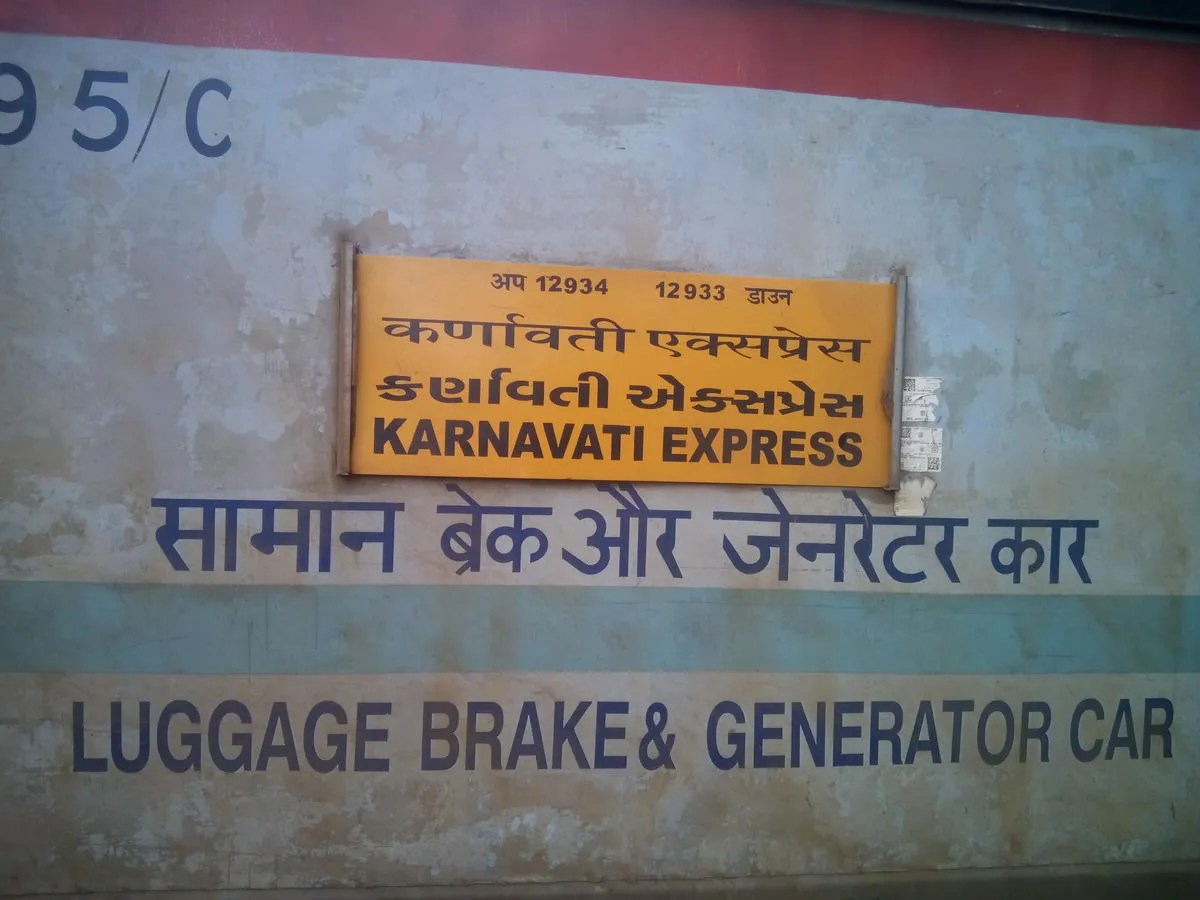 95/C
अप 12934 12933 डाउन
कर्णावती एक्सप्रेस
કર્ણાવતી એક્સપ્રેસ
KARNAVATI EXPRESS
सामान ब्रेक और जेनरेटर कार
LUGGAGE BRAKE & GENERATOR CAR